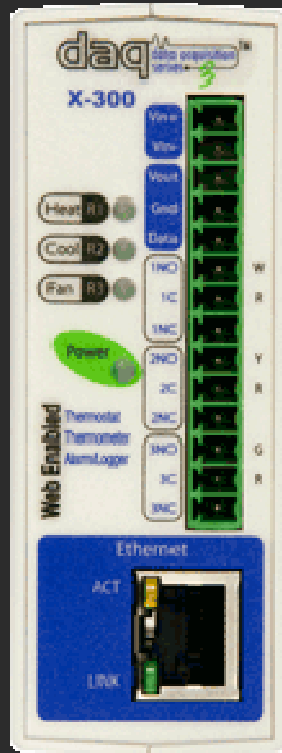 daq
data acquisition
series™
X-300
Vin+
Vin-
Vout
Gnd
Data
Heat R1
Cool R2
Fan R3
1NO W
1C R
1NC
Power
2NO Y
2C R
2NC
3NO G
3C R
3NC
Web Enabled
Thermostat
Thermometer
Alarm/Logger
Ethernet
ACT
LINK